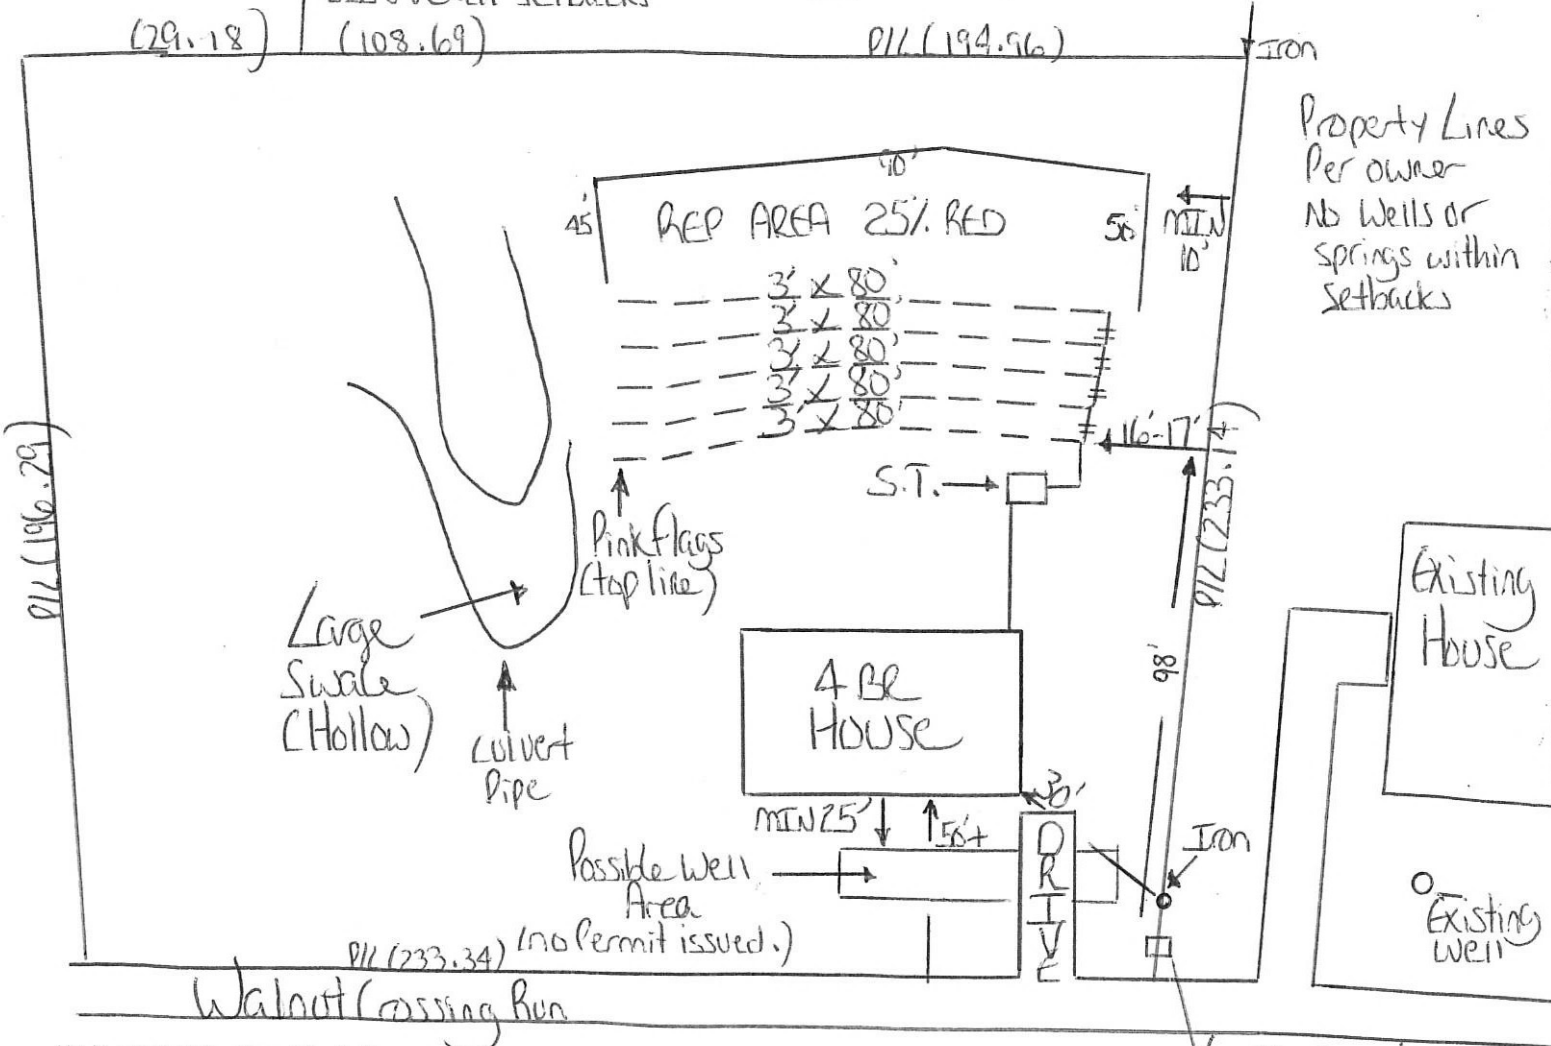 (29.18)
(108.69)
P/L (194.96)
Iron
Property Lines
Per owner
No Wells or
springs within
Setbacks
90'
45'
REP AREA 25% RED
50'
MIN
10'
3' x 80'
3' x 80'
3' x 80'
3' x 80'
3' x 80'
16-17'
S.T.
Pink flags
(top line)
P/L (196.29)
P/L (233.
Large
Swale
(Hollow)
Culvert
Pipe
4 BR
House
98'
Existing
House
30'
MIN 25'
50'+
Possible Well
Area
(no Permit issued.)
DRIVE
Iron
Existing
well
P/L (233.34)
Walnut Crossing Run